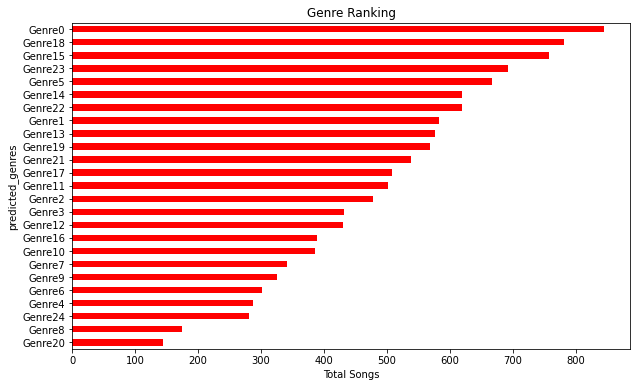 Genre Ranking
Genre0
Genre18
Genre15
Genre23
Genre5
Genre14
Genre22
Genre1
Genre13
Genre19
Genre21
Genre17
Genre11
Genre2
Genre3
Genre12
Genre16
Genre10
Genre7
Genre9
Genre6
Genre4
Genre24
Genre8
Genre20
predicted_genres
0 100 200 300 400 500 600 700 800
Total Songs